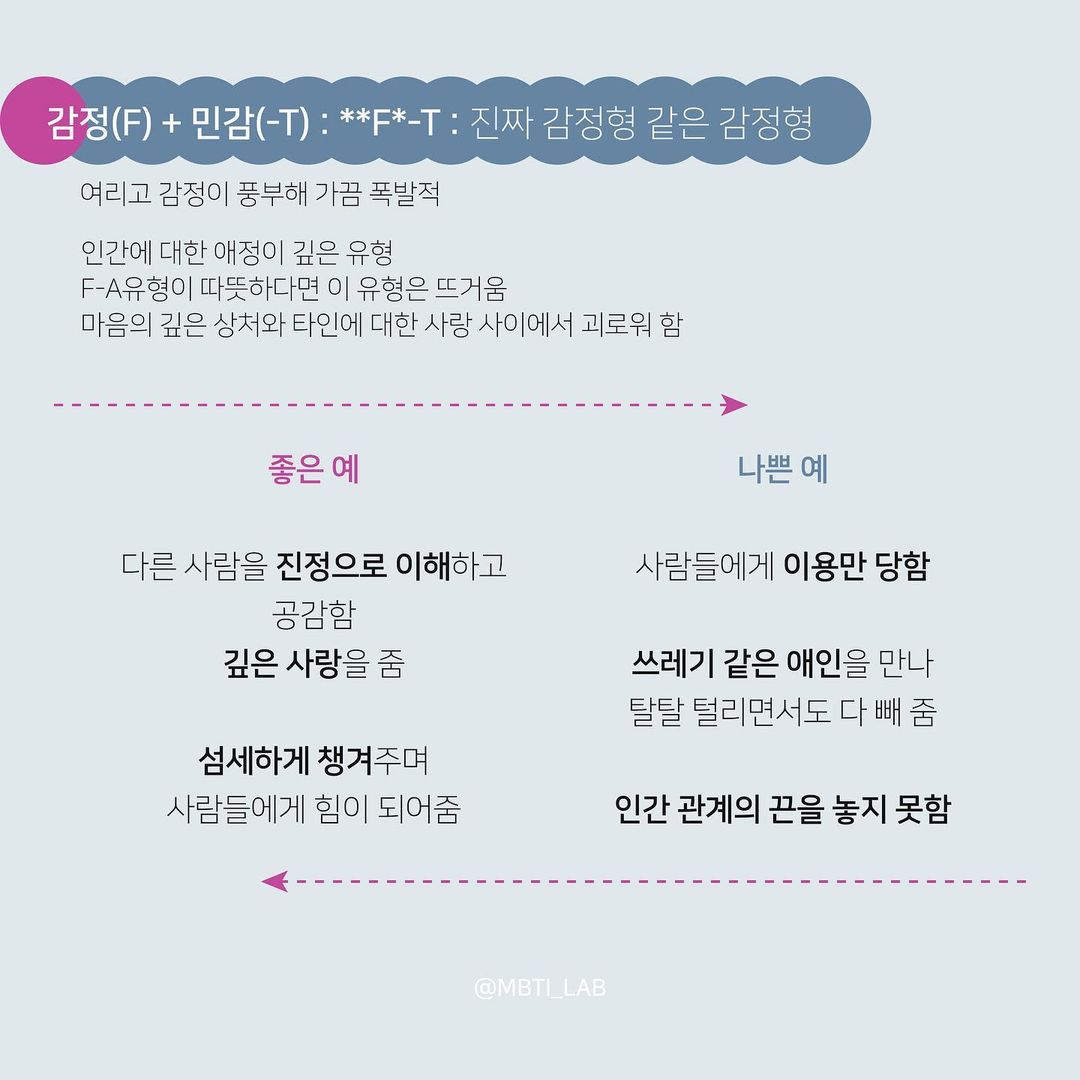 감정(F) + 민감(-T) : **F*-T : 진짜 감정형 같은 감정형
여리고 감정이 풍부해 가끔 폭발적
인간에 대한 애정이 깊은 유형
F-A유형이 따뜻하다면 이 유형은 뜨거움
마음의 깊은 상처와 타인에 대한 사랑 사이에서 괴로워 함
좋은 예
다른 사람을 진정으로 이해하고
공감함
깊은 사랑을 줌
섬세하게 챙겨주며
사람들에게 힘이 되어줌
나쁜 예
사람들에게 이용만 당함
쓰레기 같은 애인을 만나
탈탈 털리면서도 다 빼 줌
인간 관계의 끈을 놓지 못함
@MBTI_LAB